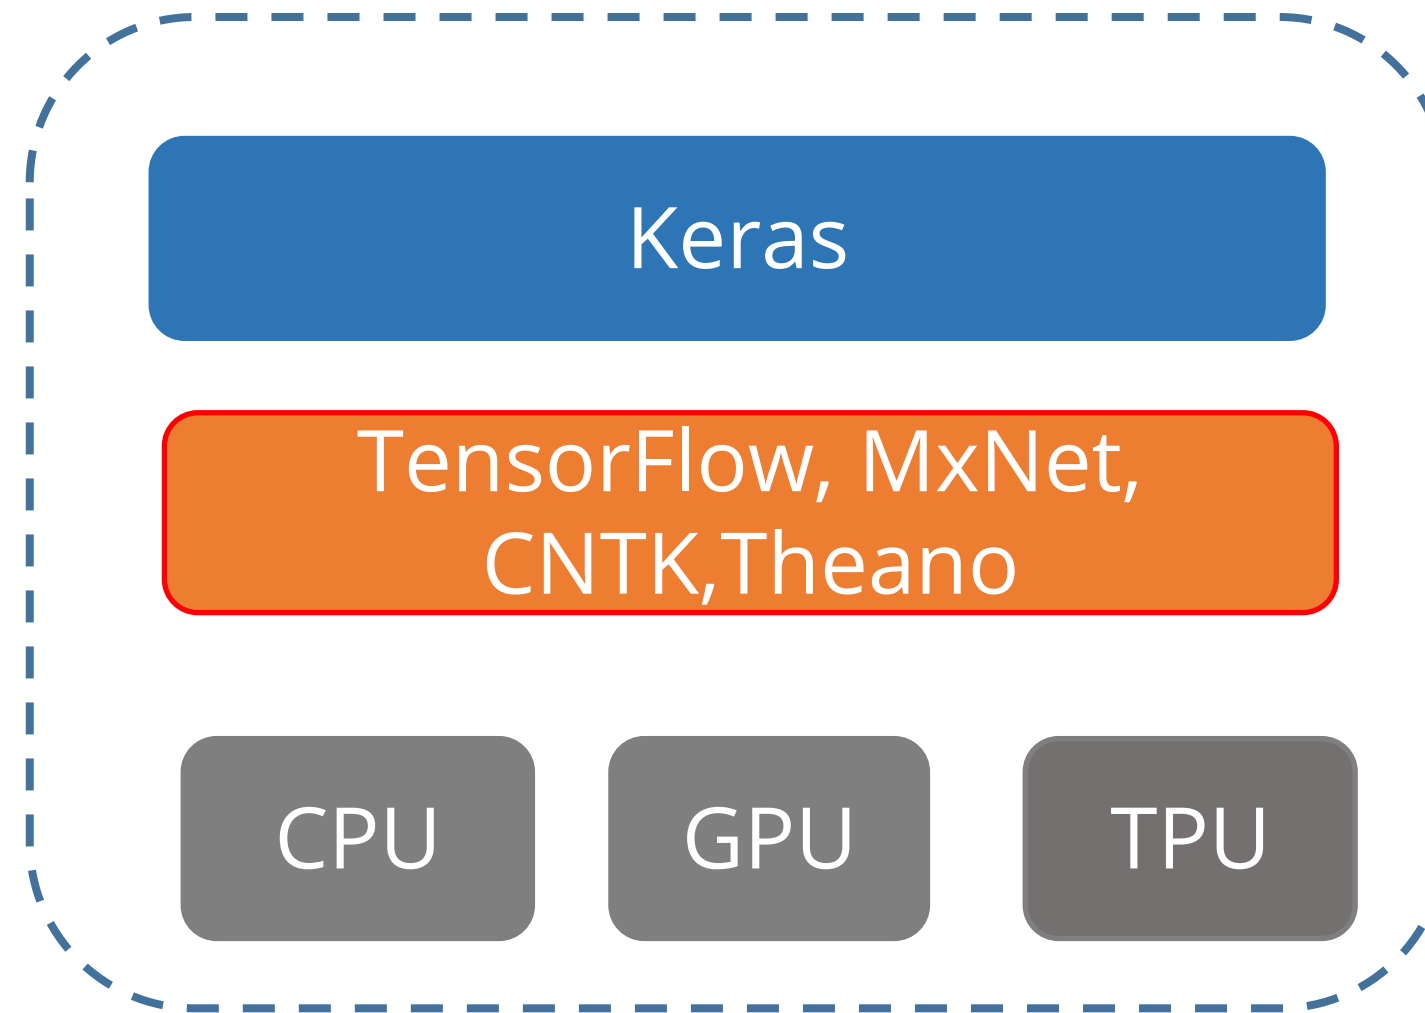 Keras
TensorFlow, MxNet,
CNTK,Theano
CPU
GPU
TPU